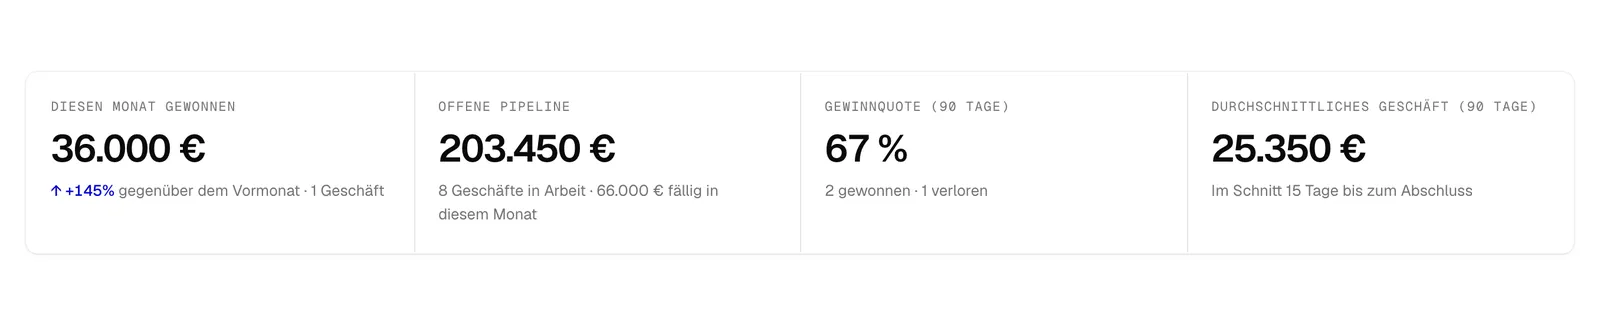 DIESEN MONAT GEWONNEN
36.000 €
↑ +145% gegenüber dem Vormonat · 1 Geschäft
OFFENE PIPELINE
203.450 €
8 Geschäfte in Arbeit · 66.000 € fällig in
diesem Monat
GEWINNQUOTE (90 TAGE)
67 %
2 gewonnen · 1 verloren
DURCHSCHNITTLICHES GESCHÄFT (90 TAGE)
25.350 €
Im Schnitt 15 Tage bis zum Abschluss